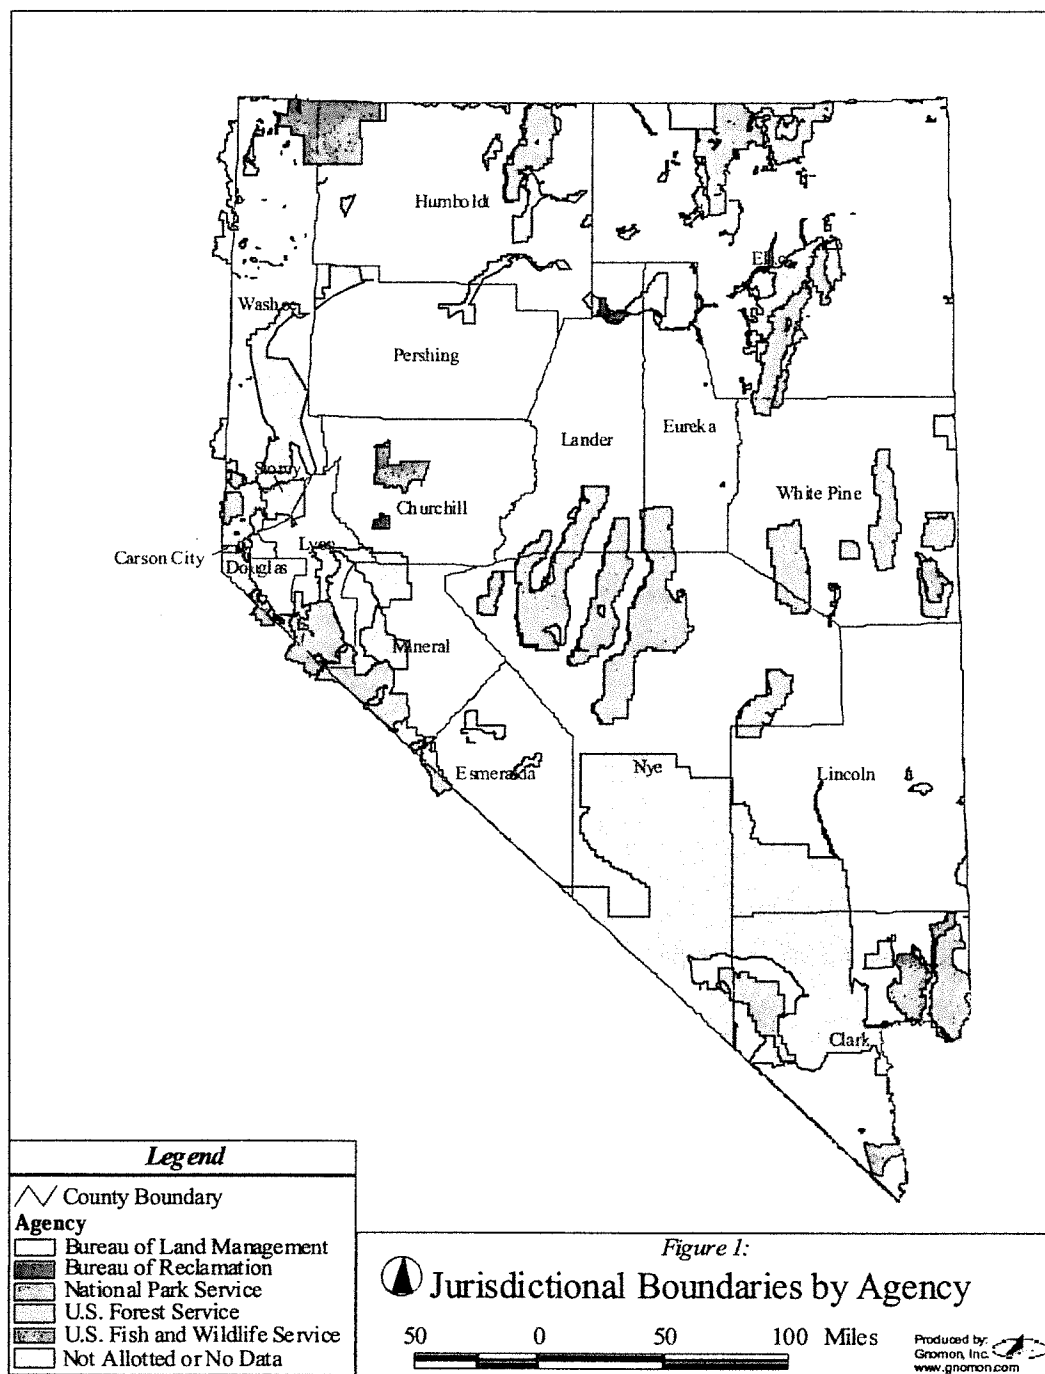 Humboldt
Elko
Washoe
Pershing
Eureka
Lander
Storey
White Pine
Churchill
Carson City
Lyon
Douglas
Mineral
Nye
Esmeralda
Lincoln
Clark
Legend
County Boundary
Agency
Bureau of Land Management
Bureau of Reclamation
National Park Service
U.S. Forest Service
U.S. Fish and Wildlife Service
Not Allotted or No Data
Figure 1:
Jurisdictional Boundaries by Agency
50 0 50 100 Miles
Produced by:
Gnomon, Inc.
www.gnomon.com